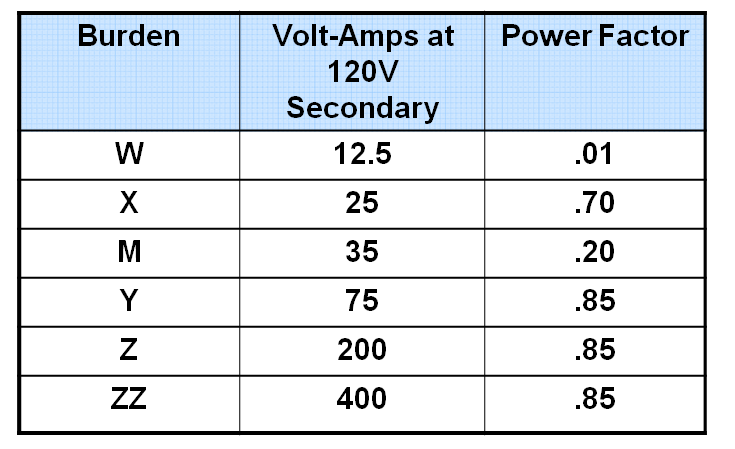 Burden Volt-Amps at 120V Secondary Power Factor
W 12.5 .01
X 25 .70
M 35 .20
Y 75 .85
Z 200 .85
ZZ 400 .85